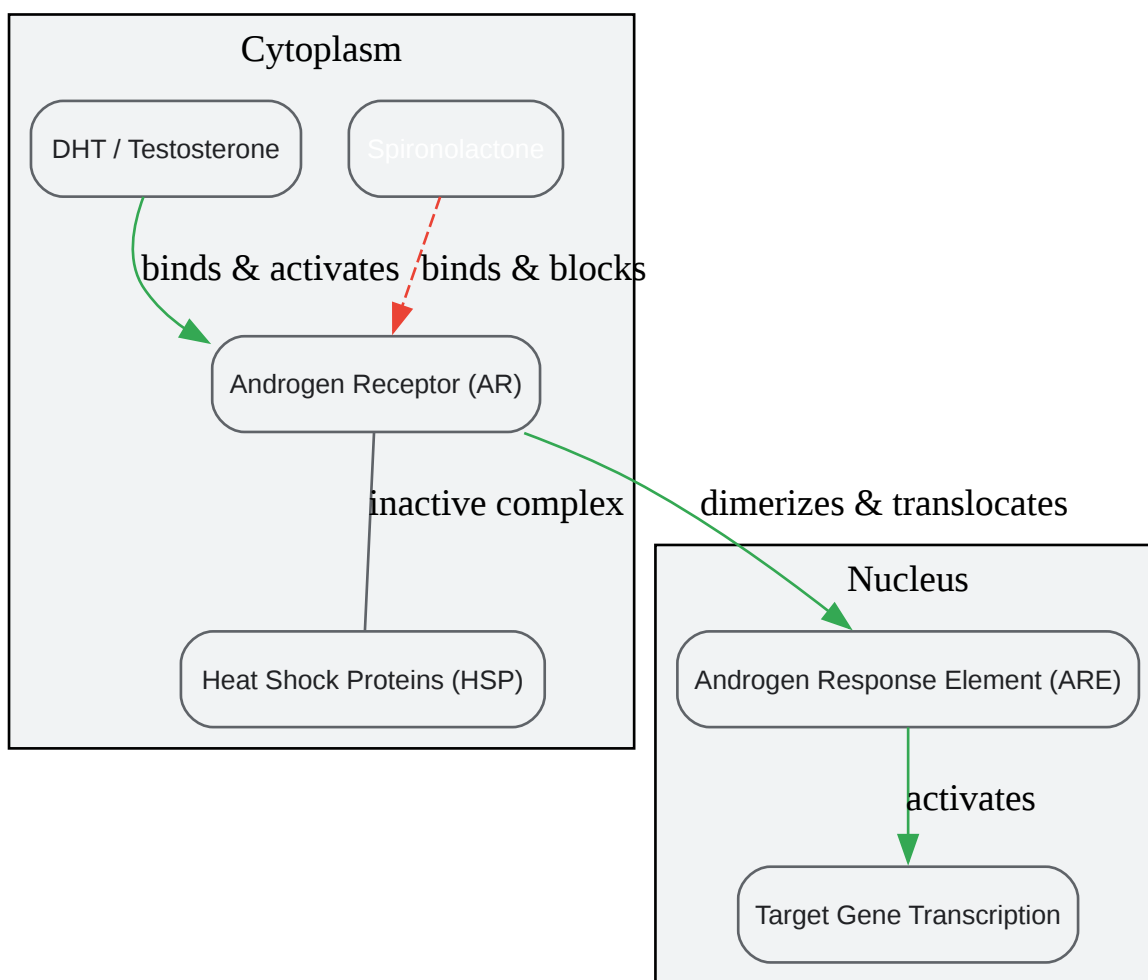 Cytoplasm
DHT / Testosterone
Spironolactone
binds & activates
binds & blocks
Androgen Receptor (AR)
inactive complex
dimerizes & translocates
Nucleus
Heat Shock Proteins (HSP)
Androgen Response Element (ARE)
activates
Target Gene Transcription